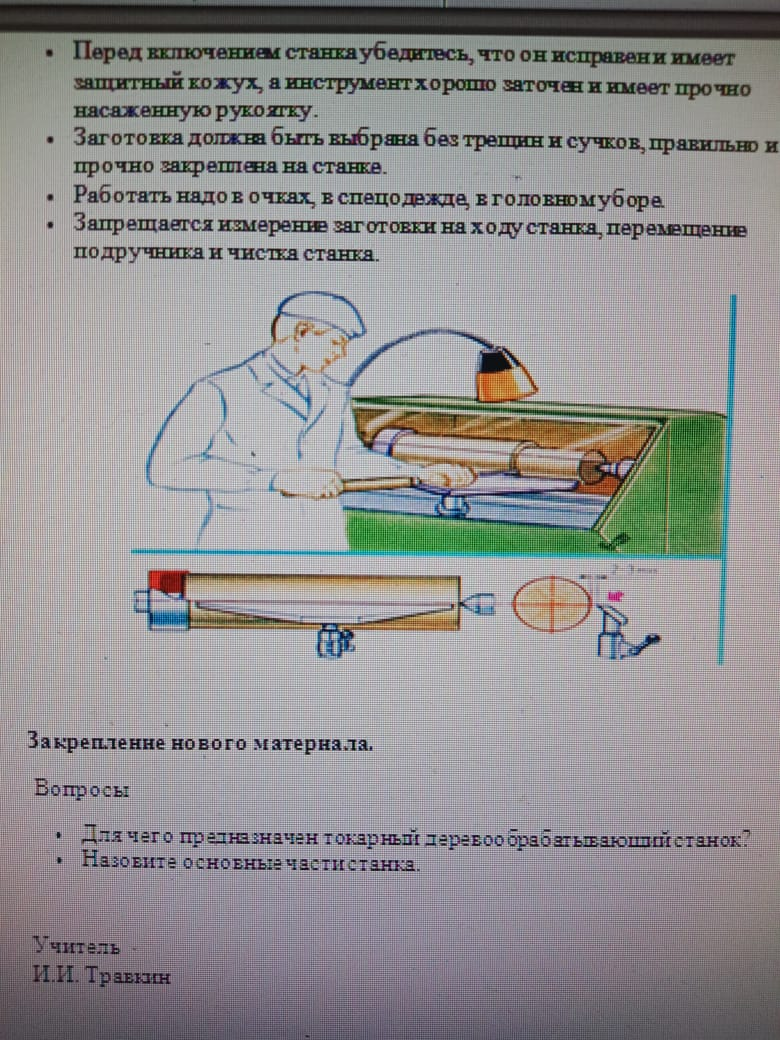 • Перед включением станка убедитесь, что он исправен и имеет
защитный кожух, а инструмент хорошо заточен и имеет прочно
насаженную рукоятку.
• Заготовка должна быть выбрана без трещин и сучков, правильно и
прочно закреплена на станке.
• Работать надо в очках, в спецодежде, в головном уборе.
• Запрещается измерение заготовки на ходу станка, перемещение
подручника и чистка станка.
2-3 мм
Закрепление нового материала.
Вопросы
• Для чего предназначен токарный деревообрабатывающий станок?
• Назовите основные части станка.
Учитель
И.И. Травкин